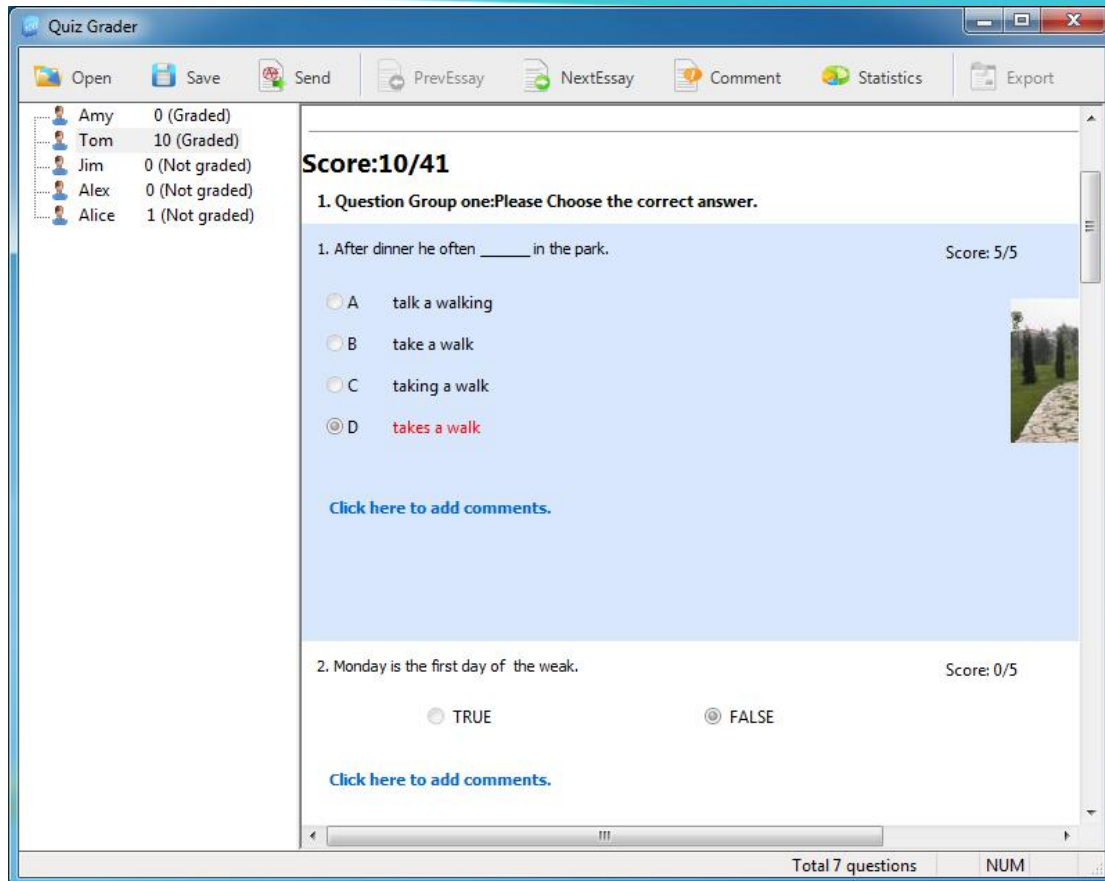 Quiz Grader
Open Save Send PrevEssay NextEssay Comment Statistics Export
Amy 0 (Graded)
Tom 10 (Graded)
Jim 0 (Not graded)
Alex 0 (Not graded)
Alice 1 (Not graded)
Score:10/41
1. Question Group one:Please Choose the correct answer.
1. After dinner he often ______ in the park. Score: 5/5
A talk a walking
B take a walk
C taking a walk
D takes a walk
Click here to add comments.
2. Monday is the first day of the weak. Score: 0/5
TRUE FALSE
Click here to add comments.
Total 7 questions NUM